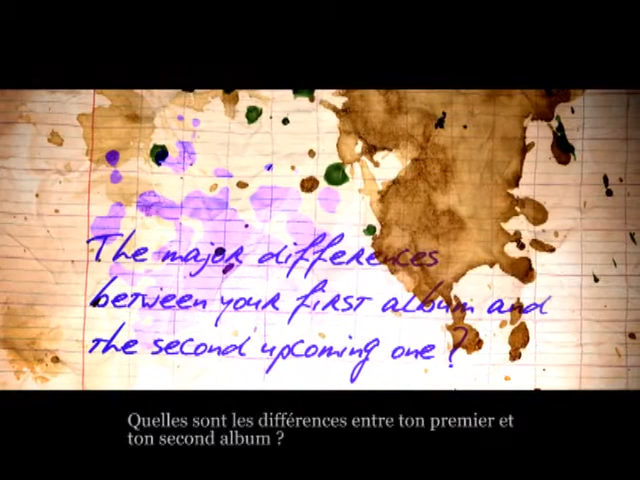 The major differences
between your first album and
the second upcoming one ?
Quelles sont les différences entre ton premier et
ton second album ?